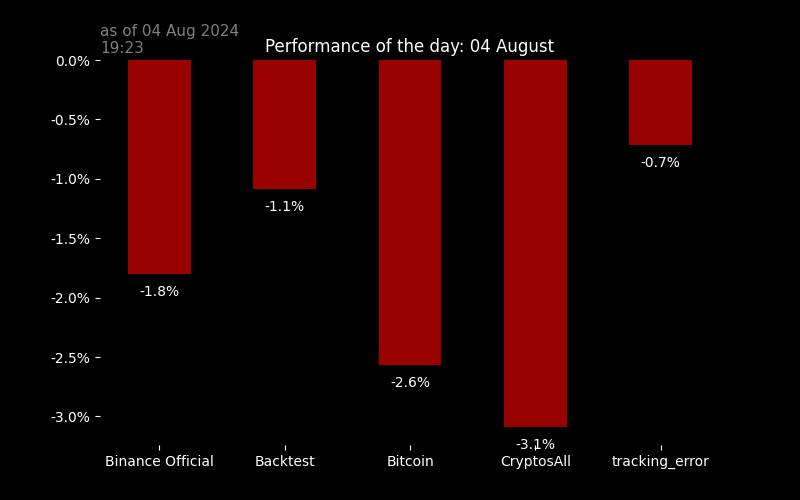 as of 04 Aug 2024
19:23
Performance of the day: 04 August
0.0%
-0.5%
-1.0%
-1.5%
-2.0%
-2.5%
-3.0%
-1.8%
-1.1%
-2.6%
-3.1%
-0.7%
Binance Official
Backtest
Bitcoin
CryptosAll
tracking_error